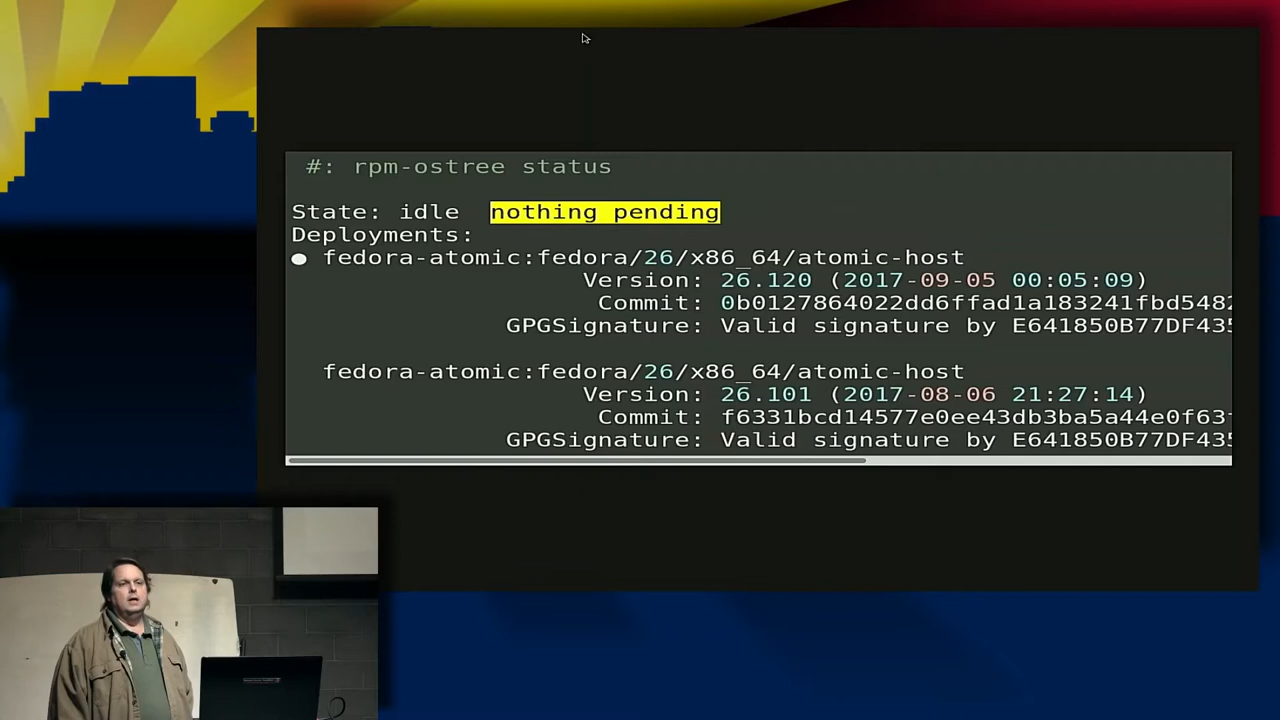 #: rpm-ostree status
State: idle nothing pending
Deployments:
● fedora-atomic:fedora/26/x86_64/atomic-host
Version: 26.120 (2017-09-05 00:05:09)
Commit: 0b0127864022dd6ffad1a183241fbd5482
GPGSignature: Valid signature by E641850B77DF435
fedora-atomic:fedora/26/x86_64/atomic-host
Version: 26.101 (2017-08-06 21:27:14)
Commit: f6331bcd14577e0ee43db3ba5a44e0f63
GPGSignature: Valid signature by E641850B77DF435